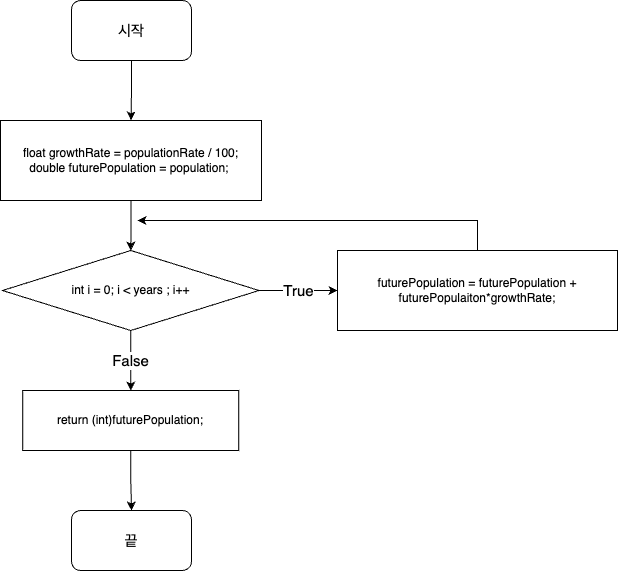 시작
float growthRate = populationRate / 100;
double futurePopulation = population;
int i = 0; i < years ; i++
True
futurePopulation = futurePopulation +
futurePopulaiton*growthRate;
False
return (int)futurePopulation;
끝